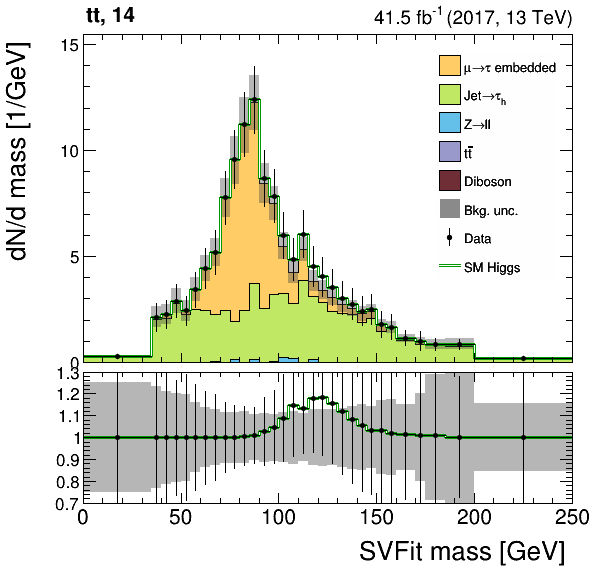 tt, 14
41.5 fb⁻¹ (2017, 13 TeV)
dN/d mass [1/GeV]
15
10
5
0
μ→τ embedded
Jet→τₕ
Z→ll
tt̄
Diboson
Bkg. unc.
Data
SM Higgs
1.3
1.2
1.1
1
0.9
0.8
0.7
0 50 100 150 200 250
SVFit mass [GeV]